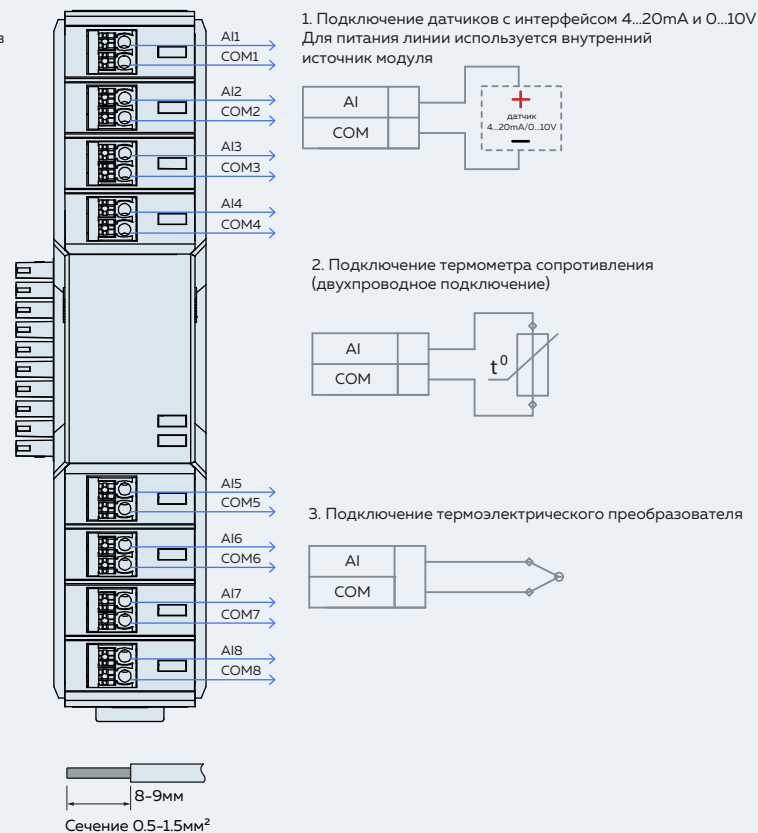 в
AI1
COM1
AI2
COM2
AI3
COM3
AI4
COM4
AI5
COM5
AI6
COM6
AI7
COM7
AI8
COM8
8-9мм
Сечение 0.5-1.5мм²
1. Подключение датчиков с интерфейсом 4...20mA и 0...10V
Для питания линии используется внутренний
источник модуля
AI
COM
+
датчик
4...20mA/0...10V
—
2. Подключение термометра сопротивления
(двухпроводное подключение)
AI
COM
t⁰
3. Подключение термоэлектрического преобразователя
AI
COM